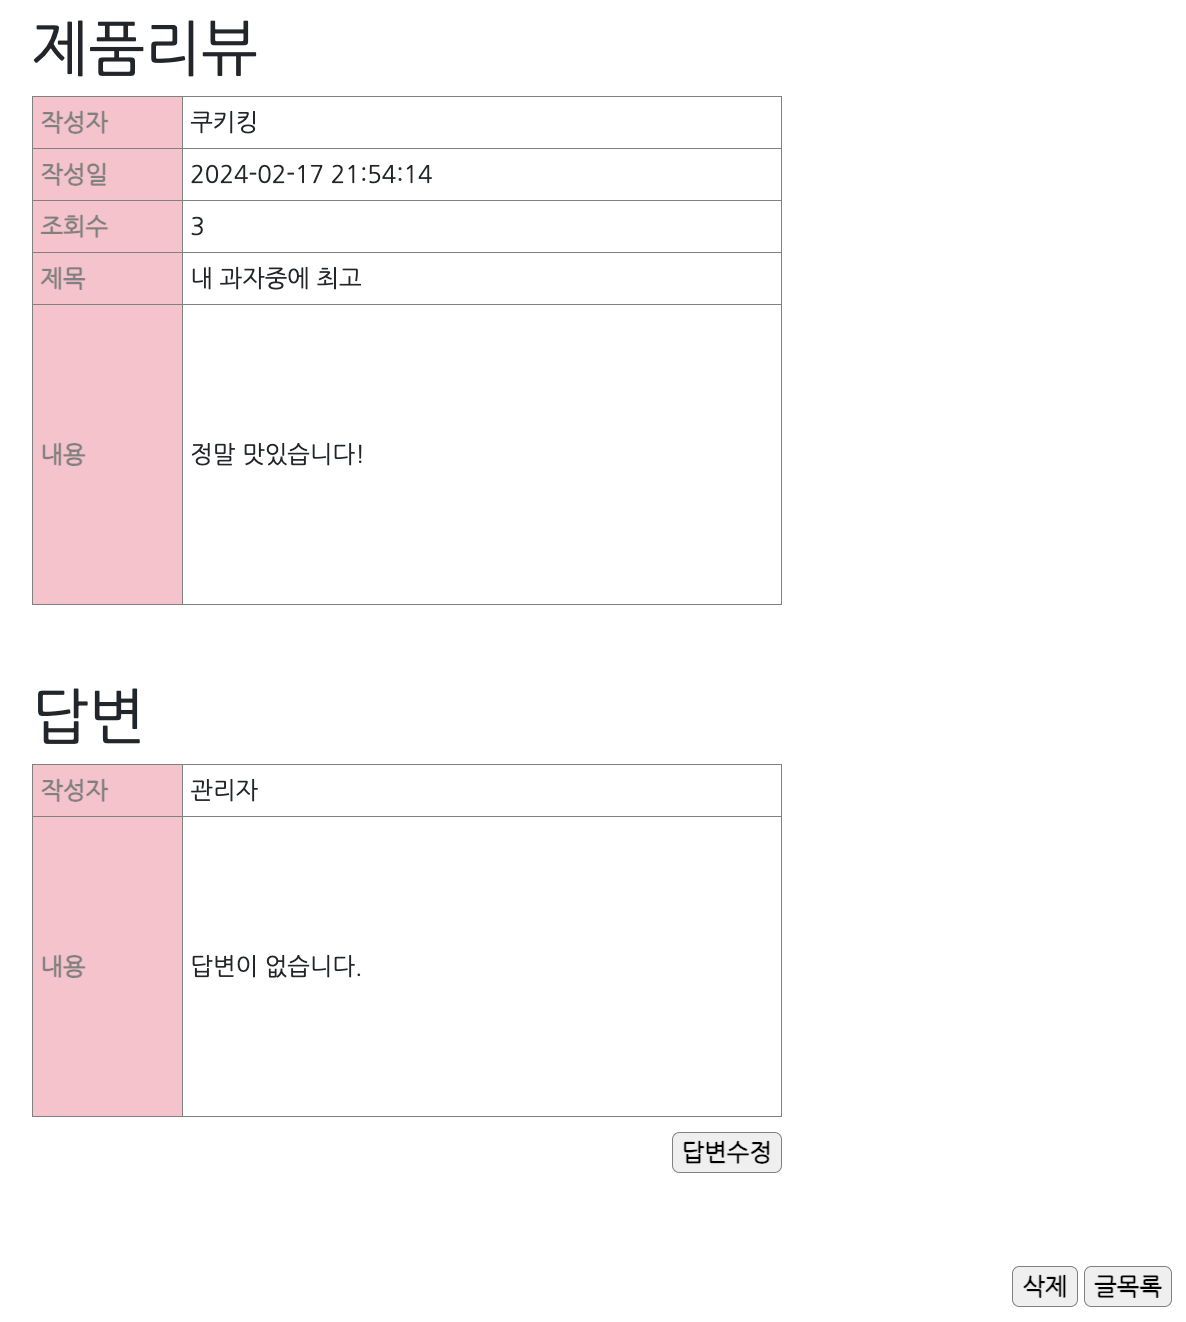 제품리뷰
작성자 쿠키킹
작성일 2024-02-17 21:54:14
조회수 3
제목 내 과자중에 최고
내용 정말 맛있습니다!
답변
작성자 관리자
내용 답변이 없습니다.
답변수정
삭제 글목록